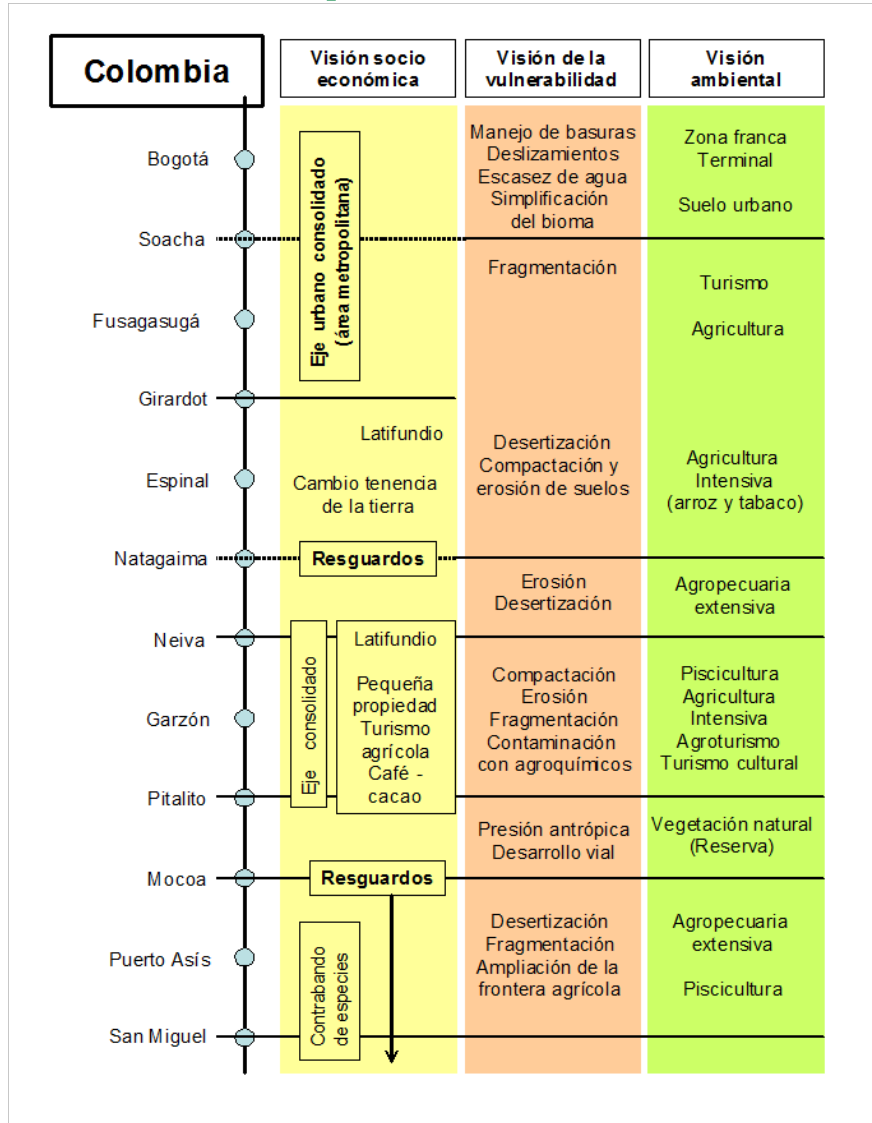 Colombia
Visión socio
económica
Visión de la
vulnerabilidad
Visión
ambiental
Bogotá
Soacha
Fusagasugá
Girardot
Espinal
Natagaima
Neiva
Garzón
Pitalito
Mocoa
Puerto Asís
San Miguel
Eje urbano consolidado
(área metropolitana)
Latifundio
Cambio tenencia
de la tierra
Resguardos
Eje consolidado
Latifundio
Pequeña
propiedad
Turismo
agrícola
Café -
cacao
Resguardos
Contrabando
de especies
Manejo de basuras
Deslizamientos
Escasez de agua
Simplificación
del bioma
Fragmentación
Desertización
Compactación y
erosión de suelos
Erosión
Desertización
Compactación
Erosión
Fragmentación
Contaminación
con agroquímicos
Presión antrópica
Desarrollo vial
Desertización
Fragmentación
Ampliación de la
frontera agrícola
Zona franca
Terminal
Suelo urbano
Turismo
Agricultura
Agricultura
Intensiva
(arroz y tabaco)
Agropecuaria
extensiva
Piscicultura
Agricultura
Intensiva
Agroturismo
Turismo cultural
Vegetación natural
(Reserva)
Agropecuaria
extensiva
Piscicultura